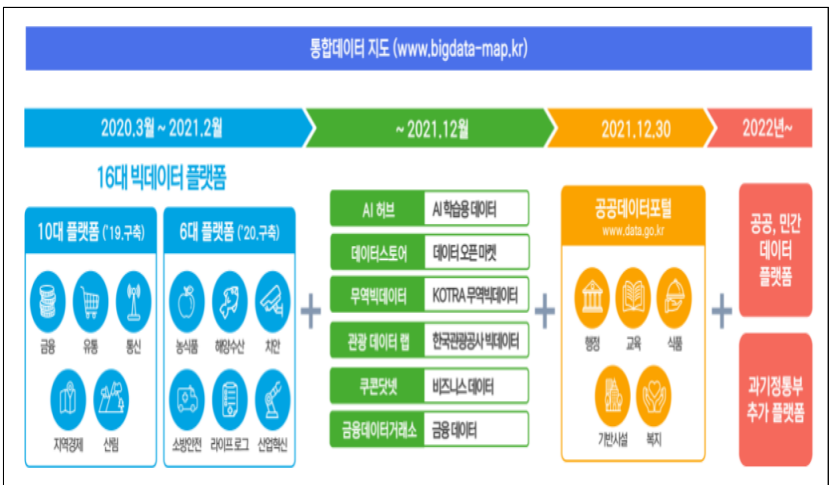 통합데이터 지도 (www.bigdata-map.kr)
2020.3월 ~ 2021.2월
~ 2021.12월
2021.12.30
2022년~
16대 빅데이터 플랫폼
10대 플랫폼 ('19.구축)
금융 유통 통신
지역경제 산림
6대 플랫폼 ('20.구축)
농식품 해양수산 치안
소방안전 라이프로그 산업혁신
+
AI 허브 AI 학습용 데이터
데이터스토어 데이터 오픈 마켓
무역빅데이터 KOTRA 무역빅데이터
관광 데이터 랩 한국관광공사 빅데이터
쿠콘닷넷 비즈니스 데이터
금융데이터거래소 금융 데이터
+
공공데이터포털
www.data.go.kr
행정 교육 식품
기반시설 복지
+
공공, 민간
데이터
플랫폼
과기정통부
추가 플랫폼